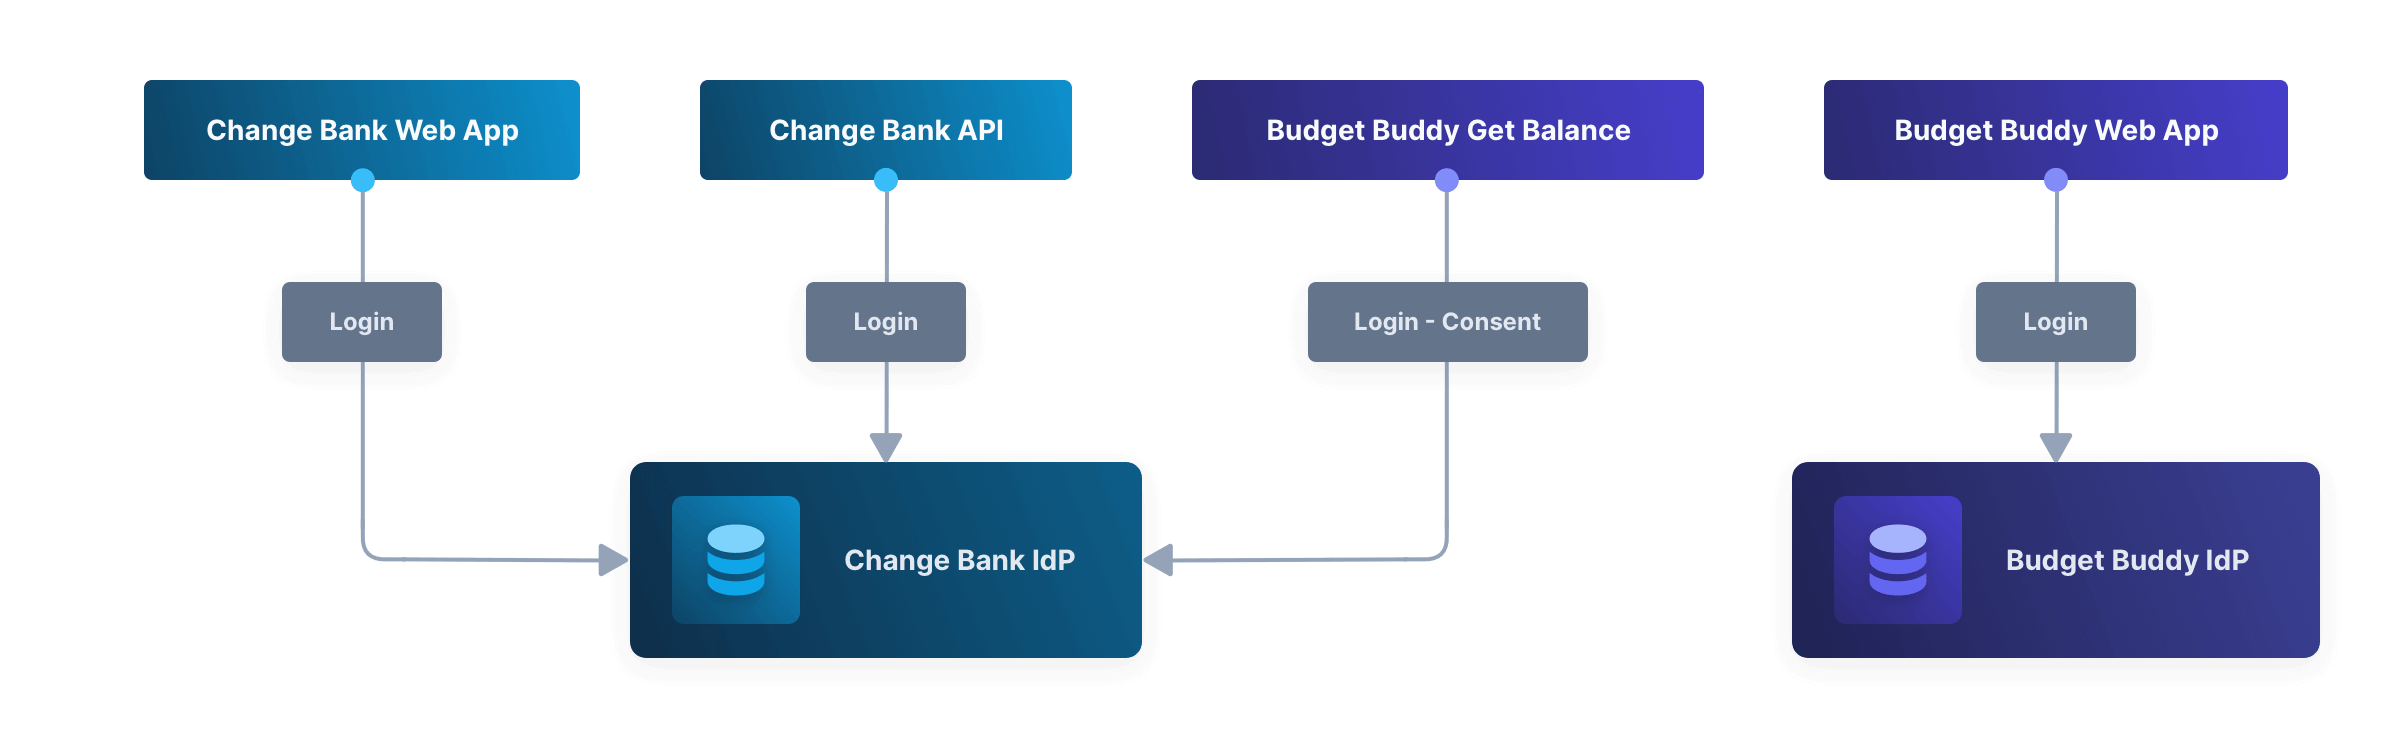 Change Bank Web App
Change Bank API
Budget Buddy Get Balance
Budget Buddy Web App
Login
Login
Login - Consent
Login
Change Bank IdP
Budget Buddy IdP